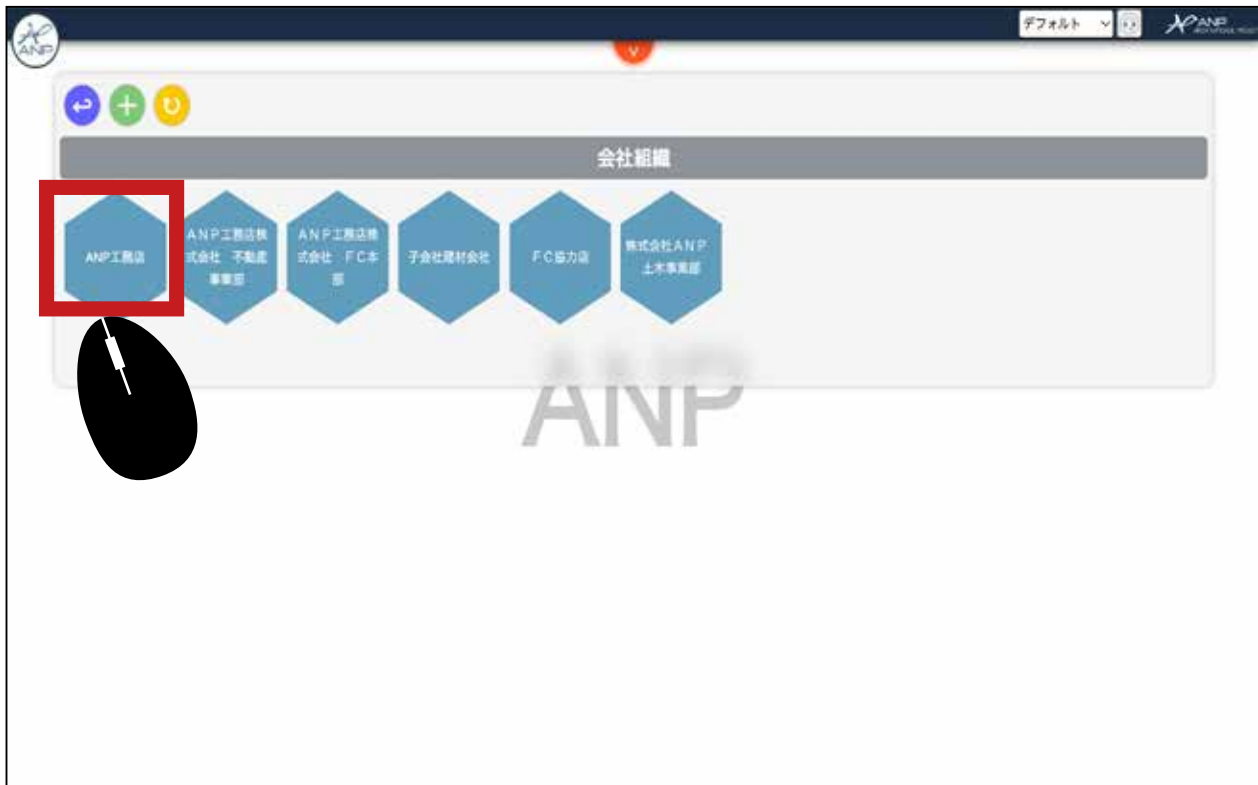 デフォルト
ANP
ANP
会社組織
ANP工務店
ANP工務店株
式会社 不動産
事業部
ANP工務店株
式会社 FC本
部
子会社建材会社
FC協力店
株式会社ANP
土木事業部
ANP